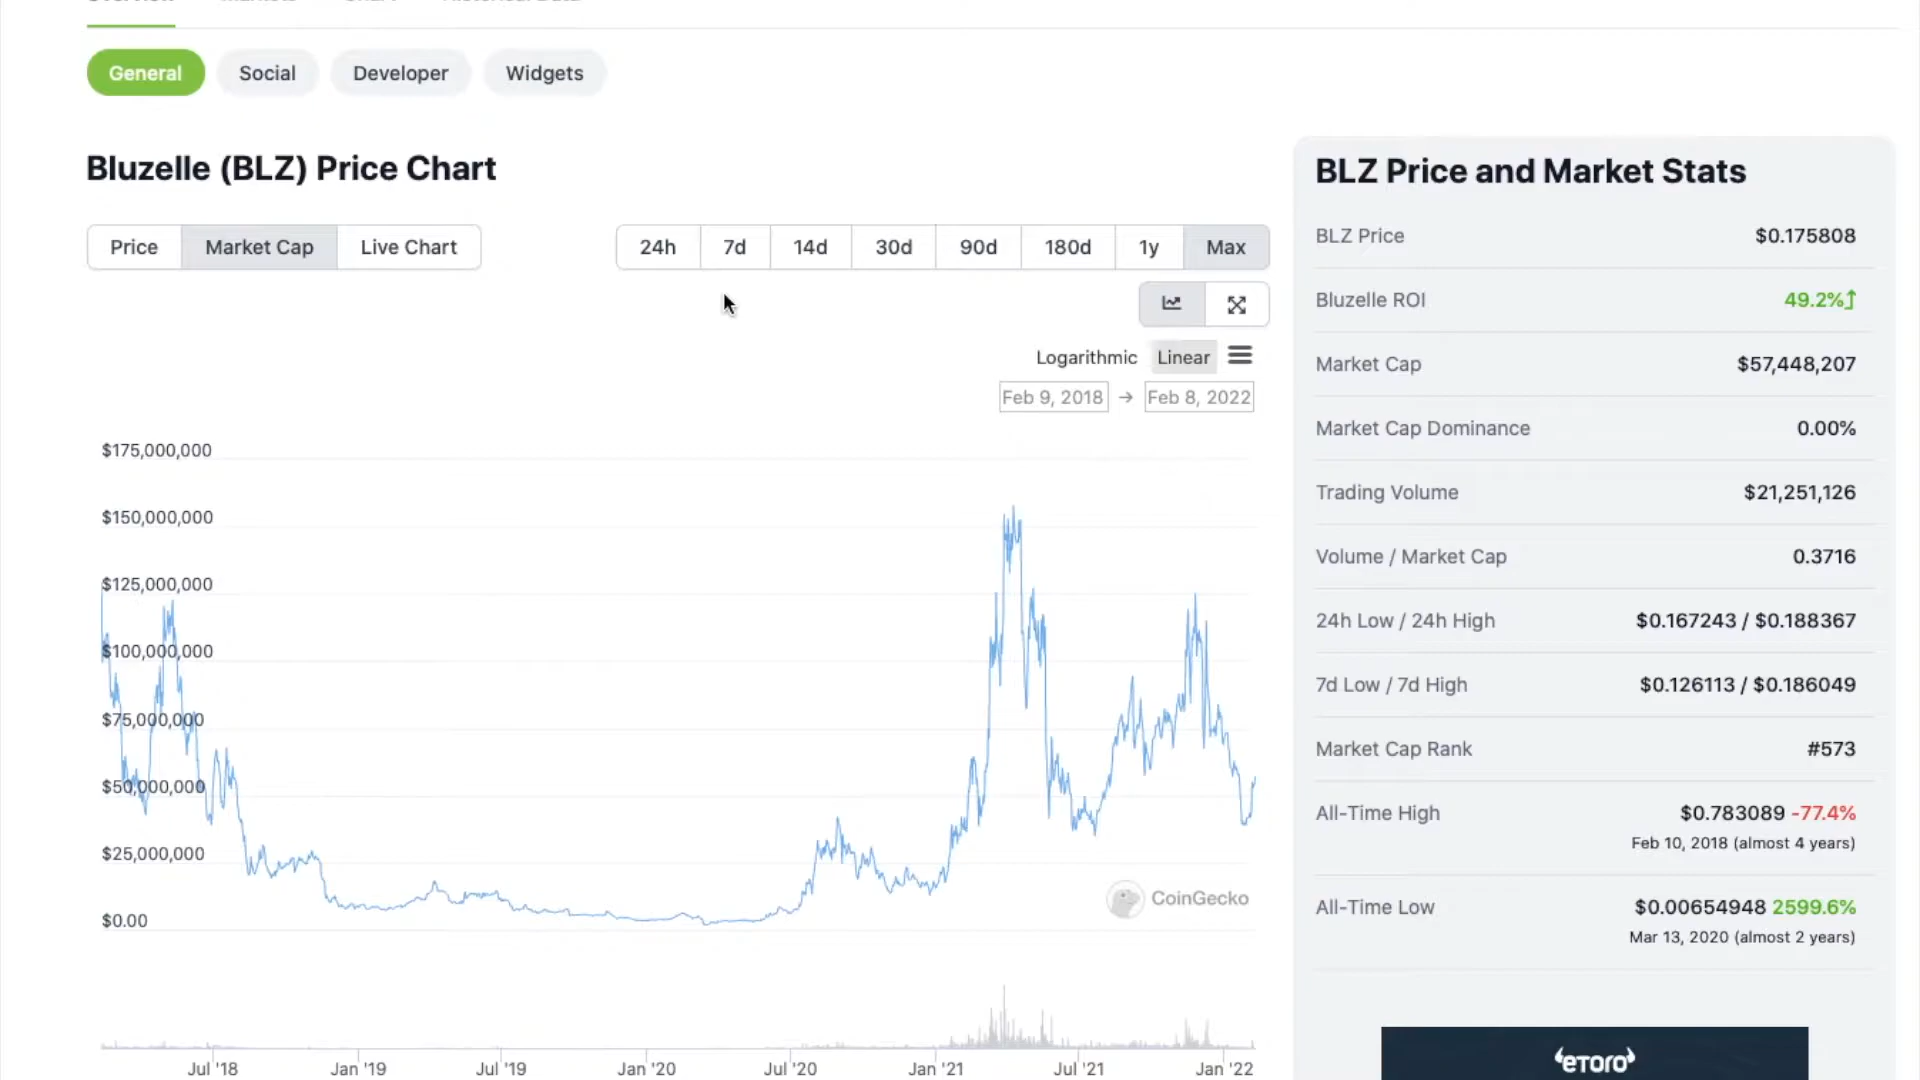 General Social Developer Widgets
Bluzelle (BLZ) Price Chart
Price Market Cap Live Chart
24h 7d 14d 30d 90d 180d 1y Max
Logarithmic Linear
Feb 9, 2018 → Feb 8, 2022
$175,000,000
$150,000,000
$125,000,000
$100,000,000
$75,000,000
$50,000,000
$25,000,000
$0.00
CoinGecko
Jul '18 Jan '19 Jul '19 Jan '20 Jul '20 Jan '21 Jul '21 Jan '22
BLZ Price and Market Stats
BLZ Price $0.175808
Bluzelle ROI 49.2%
Market Cap $57,448,207
Market Cap Dominance 0.00%
Trading Volume $21,251,126
Volume / Market Cap 0.3716
24h Low / 24h High $0.167243 / $0.188367
7d Low / 7d High $0.126113 / $0.186049
Market Cap Rank #573
All-Time High $0.783089 -77.4%
Feb 10, 2018 (almost 4 years)
All-Time Low $0.00654948 2599.6%
Mar 13, 2020 (almost 2 years)
eToro